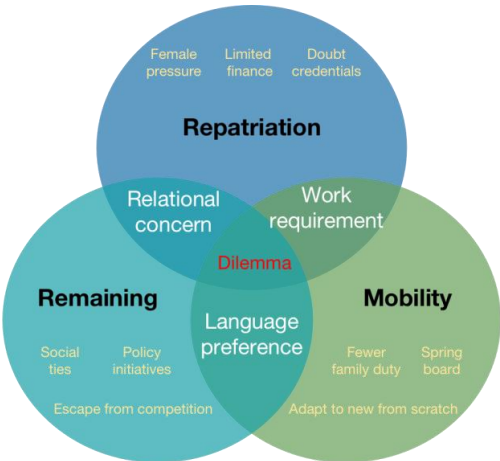 Female Limited Doubt
pressure finance credentials
Repatriation
Relational Work
concern requirement
Dilemma
Remaining Mobility
Language
preference
Social Policy Fewer Spring
ties initiatives family duty board
Escape from competition Adapt to new from scratch